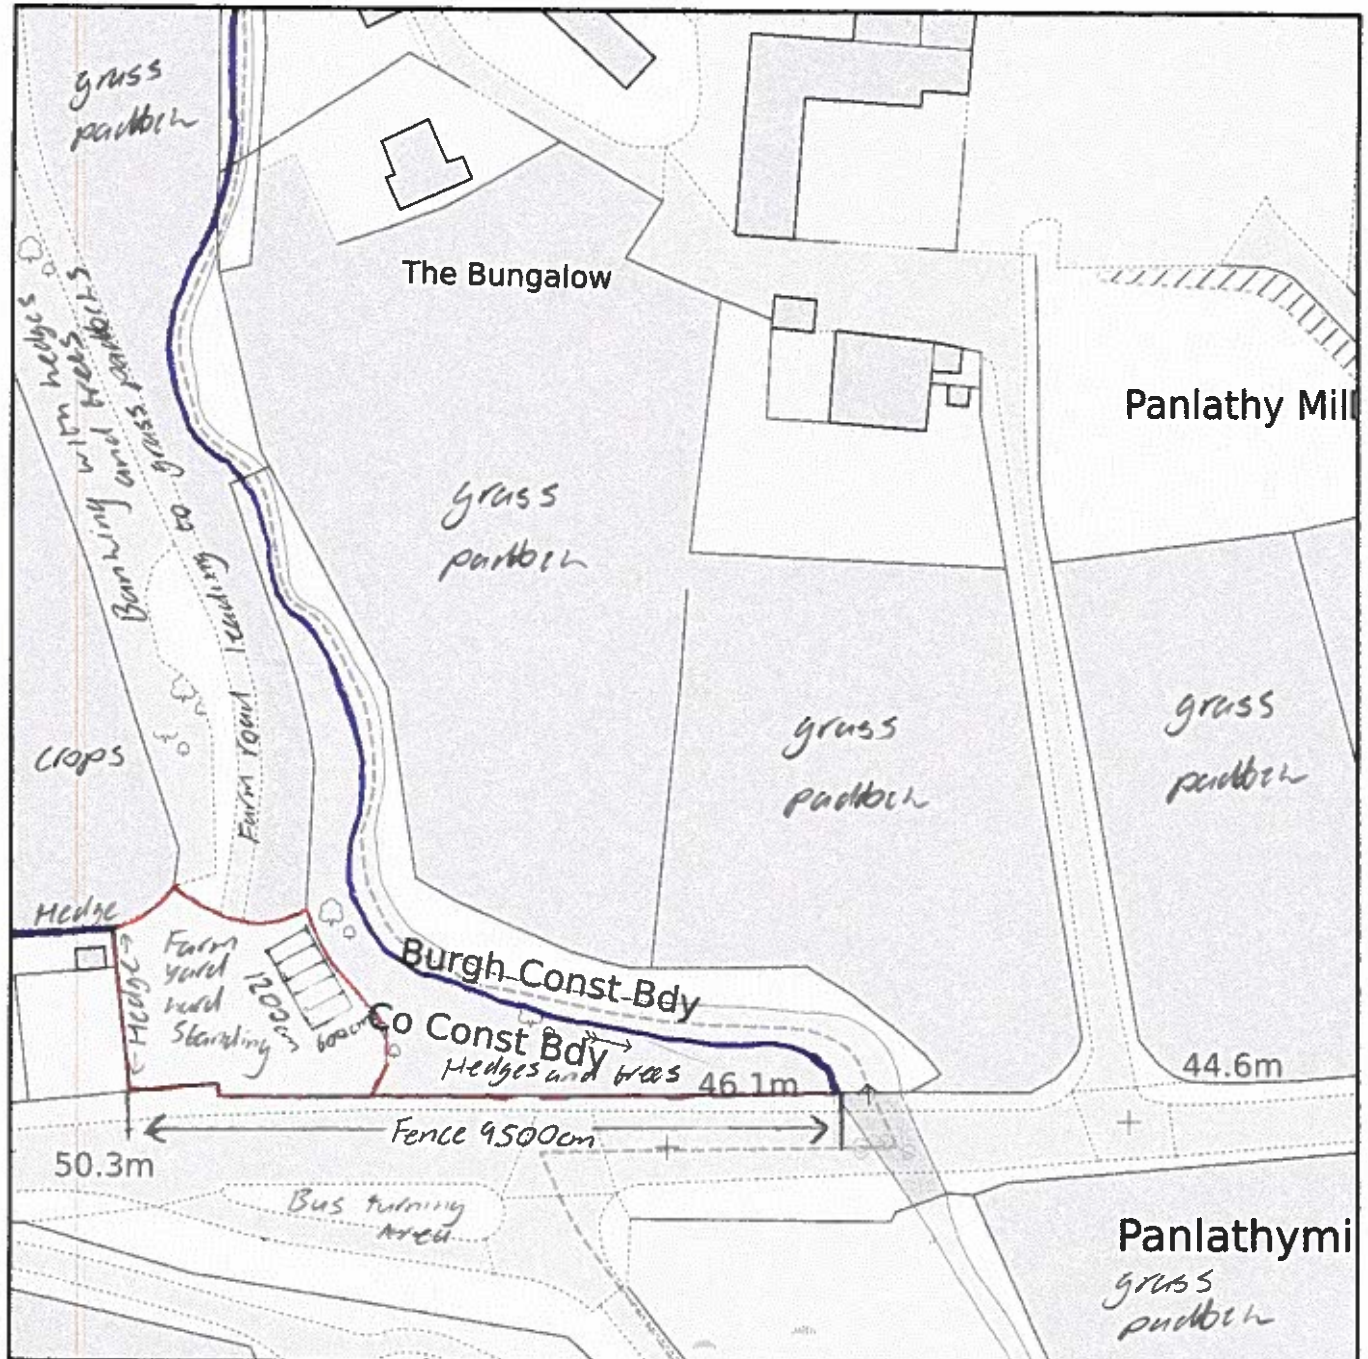 grass
paddock
The Bungalow
Banking with hedges
and trees
Farm road leading to grass paddocks
Panlathy Mill
grass
paddock
grass
paddock
grass
paddock
crops
Hedge
Hedge
Farm
yard
hard
Standing
1200cm
600cm
Burgh Const Bdy
Co Const Bdy
Hedges and trees
46.1m
44.6m
Fence 9500cm
50.3m
Bus turning
Area
Panlathymi
grass
paddock